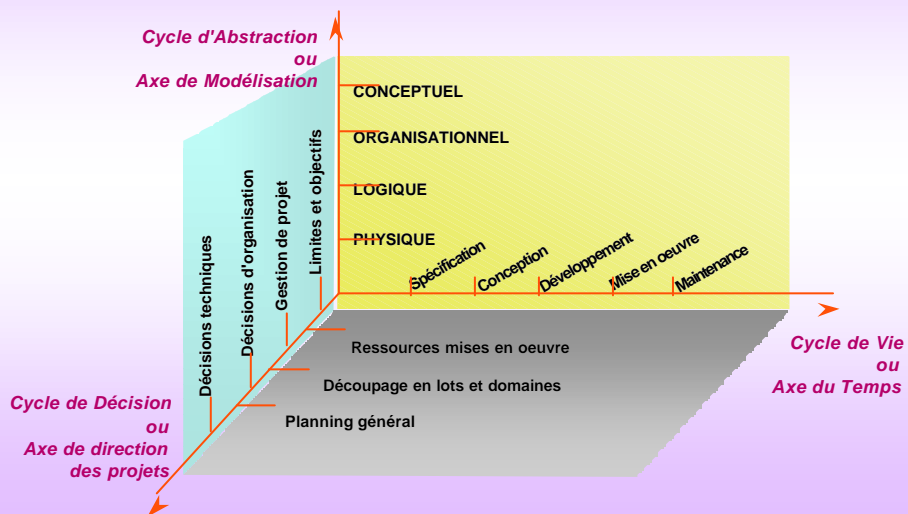 Cycle d'Abstraction
ou
Axe de Modélisation
CONCEPTUEL
ORGANISATIONNEL
LOGIQUE
PHYSIQUE
Décisions techniques
Décisions d'organisation
Gestion de projet
Limites et objectifs
Spécification
Conception
Développement
Mise en oeuvre
Maintenance
Ressources mises en oeuvre
Découpage en lots et domaines
Planning général
Cycle de Vie
ou
Axe du Temps
Cycle de Décision
ou
Axe de direction
des projets